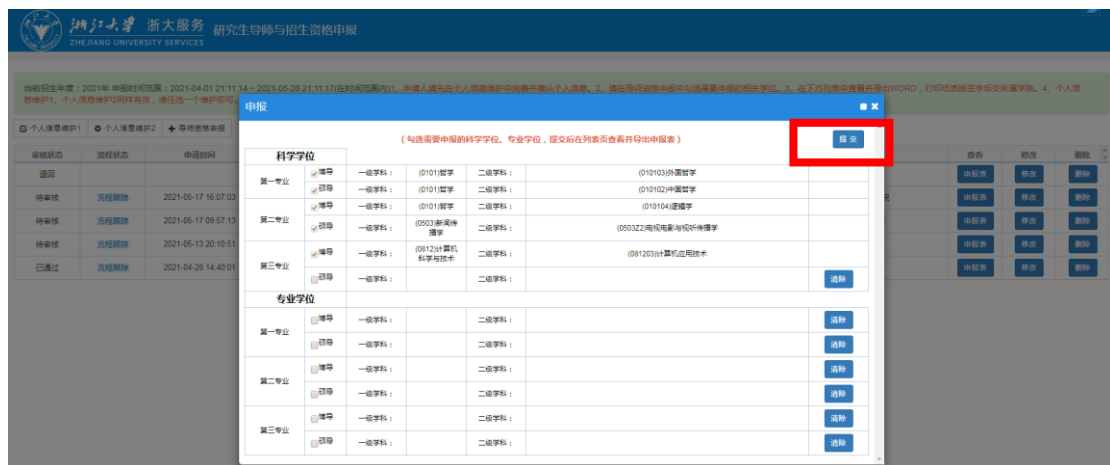 浙江大学 浙大服务 研究生导师与招生资格申报
ZHEJIANG UNIVERSITY SERVICES
当前招生年度：2021年 申报时间范围：2021-04-01 21:11:14 ~ 2021-05-28 21:11:17(在时间范围内)1、申请人请先在个人信息维护中完善并确认个人信息。2、请在导师资格申报中勾选需要申报的相关学位。3、在下方列表中查看并导出WORD，打印纸质版签字后交所属学院。4、个人信
息维护1、个人信息维护2同样有效，请任选一个维护即可。
个人信息维护1 个人信息维护2 导师资格申报
审核状态 流程状态 申请时间 查看 修改 删除
退回 申报表 修改 删除
待审核 流程跟踪 2021-05-17 16:07:03 申报表 修改 删除
待审核 流程跟踪 2021-05-17 09:57:13 申报表 修改 删除
待审核 流程跟踪 2021-05-13 20:10:51 申报表 修改 删除
已通过 流程跟踪 2021-04-28 14:40:01 申报表 修改 删除
申报
（勾选需要申报的科学学位、专业学位，提交后在列表页查看并导出申报表） 提交
科学学位
第一专业 博导 一级学科： (0101)哲学 二级学科： (010103)外国哲学
硕导 一级学科： (0101)哲学 二级学科： (010102)中国哲学
第二专业 博导 一级学科： (0101)哲学 二级学科： (010104)逻辑学
硕导 一级学科： (0503)新闻传播学 二级学科： (0503Z2)电视电影与视听传播学
第三专业 博导 一级学科： (0812)计算机科学与技术 二级学科： (081203)计算机应用技术
硕导 一级学科： 二级学科： 清除
专业学位
第一专业 博导 一级学科： 二级学科： 清除
硕导 一级学科： 二级学科： 清除
第二专业 博导 一级学科： 二级学科： 清除
硕导 一级学科： 二级学科： 清除
第三专业 博导 一级学科： 二级学科： 清除
硕导 一级学科： 二级学科： 清除